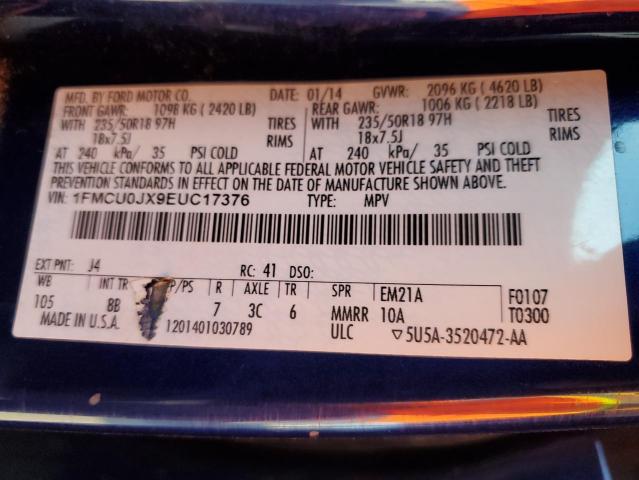 MFD. BY FORD MOTOR CO. DATE: 01/14 GVWR: 2096 KG ( 4620 LB)
FRONT GAWR: 1098 KG ( 2420 LB) REAR GAWR: 1006 KG ( 2218 LB)
WITH 235/50R18 97H TIRES WITH 235/50R18 97H TIRES
18x7.5J RIMS 18x7.5J RIMS
AT 240 kPa/ 35 PSI COLD AT 240 kPa/ 35 PSI COLD
THIS VEHICLE CONFORMS TO ALL APPLICABLE FEDERAL MOTOR VEHICLE SAFETY AND THEFT
PREVENTION STANDARDS IN EFFECT ON THE DATE OF MANUFACTURE SHOWN ABOVE.
VIN: 1FMCU0JX9EUC17376 TYPE: MPV
EXT PNT: J4 RC: 41 DSO:
WB INT TR P/PS R AXLE TR SPR EM21A F0107
105 8B 7 3C 6 MMRR 10A T0300
MADE IN U.S.A. 1201401030789 ULC ▽5U5A-3520472-AA